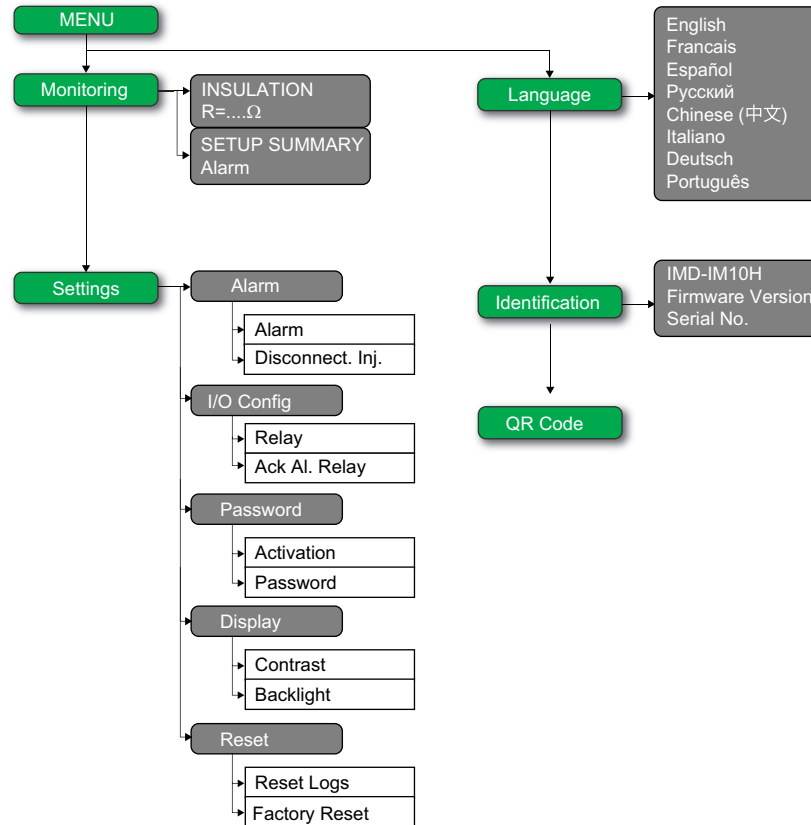 MENU
Monitoring
INSULATION
R=....Ω
SETUP SUMMARY
Alarm
Settings
Alarm
Alarm
Disconnect. Inj.
I/O Config
Relay
Ack Al. Relay
Password
Activation
Password
Display
Contrast
Backlight
Reset
Reset Logs
Factory Reset
Language
English
Francais
Español
Русский
Chinese (中文)
Italiano
Deutsch
Português
Identification
IMD-IM10H
Firmware Version
Serial No.
QR Code